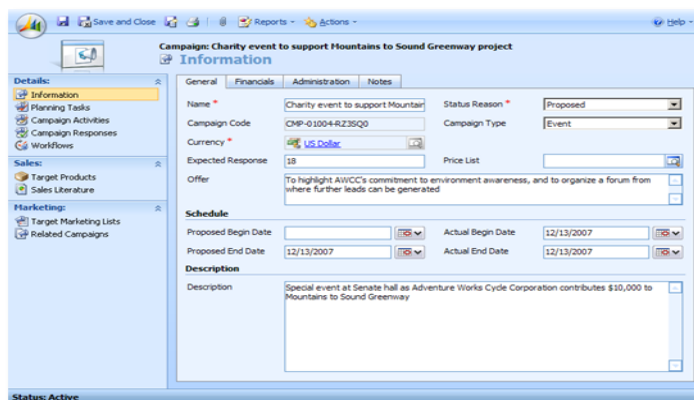 Save and Close Reports Actions Help
Campaign: Charity event to support Mountains to Sound Greenway project
Information
Details:
Information
Planning Tasks
Campaign Activities
Campaign Responses
Workflows
Sales:
Target Products
Sales Literature
Marketing:
Target Marketing Lists
Related Campaigns
General Financials Administration Notes
Name * Charity event to support Mountair Status Reason * Proposed
Campaign Code CMP-01004-RZ3SQ0 Campaign Type Event
Currency * US Dollar
Expected Response 18 Price List
Offer To highlight AWCC's commitment to environment awareness, and to organize a forum from
where further leads can be generated
Schedule
Proposed Begin Date Actual Begin Date 12/13/2007
Proposed End Date 12/13/2007 Actual End Date 12/13/2007
Description
Description Special event at Senate hall as Adventure Works Cycle Corporation contributes $10,000 to
Mountains to Sound Greenway
Status: Active